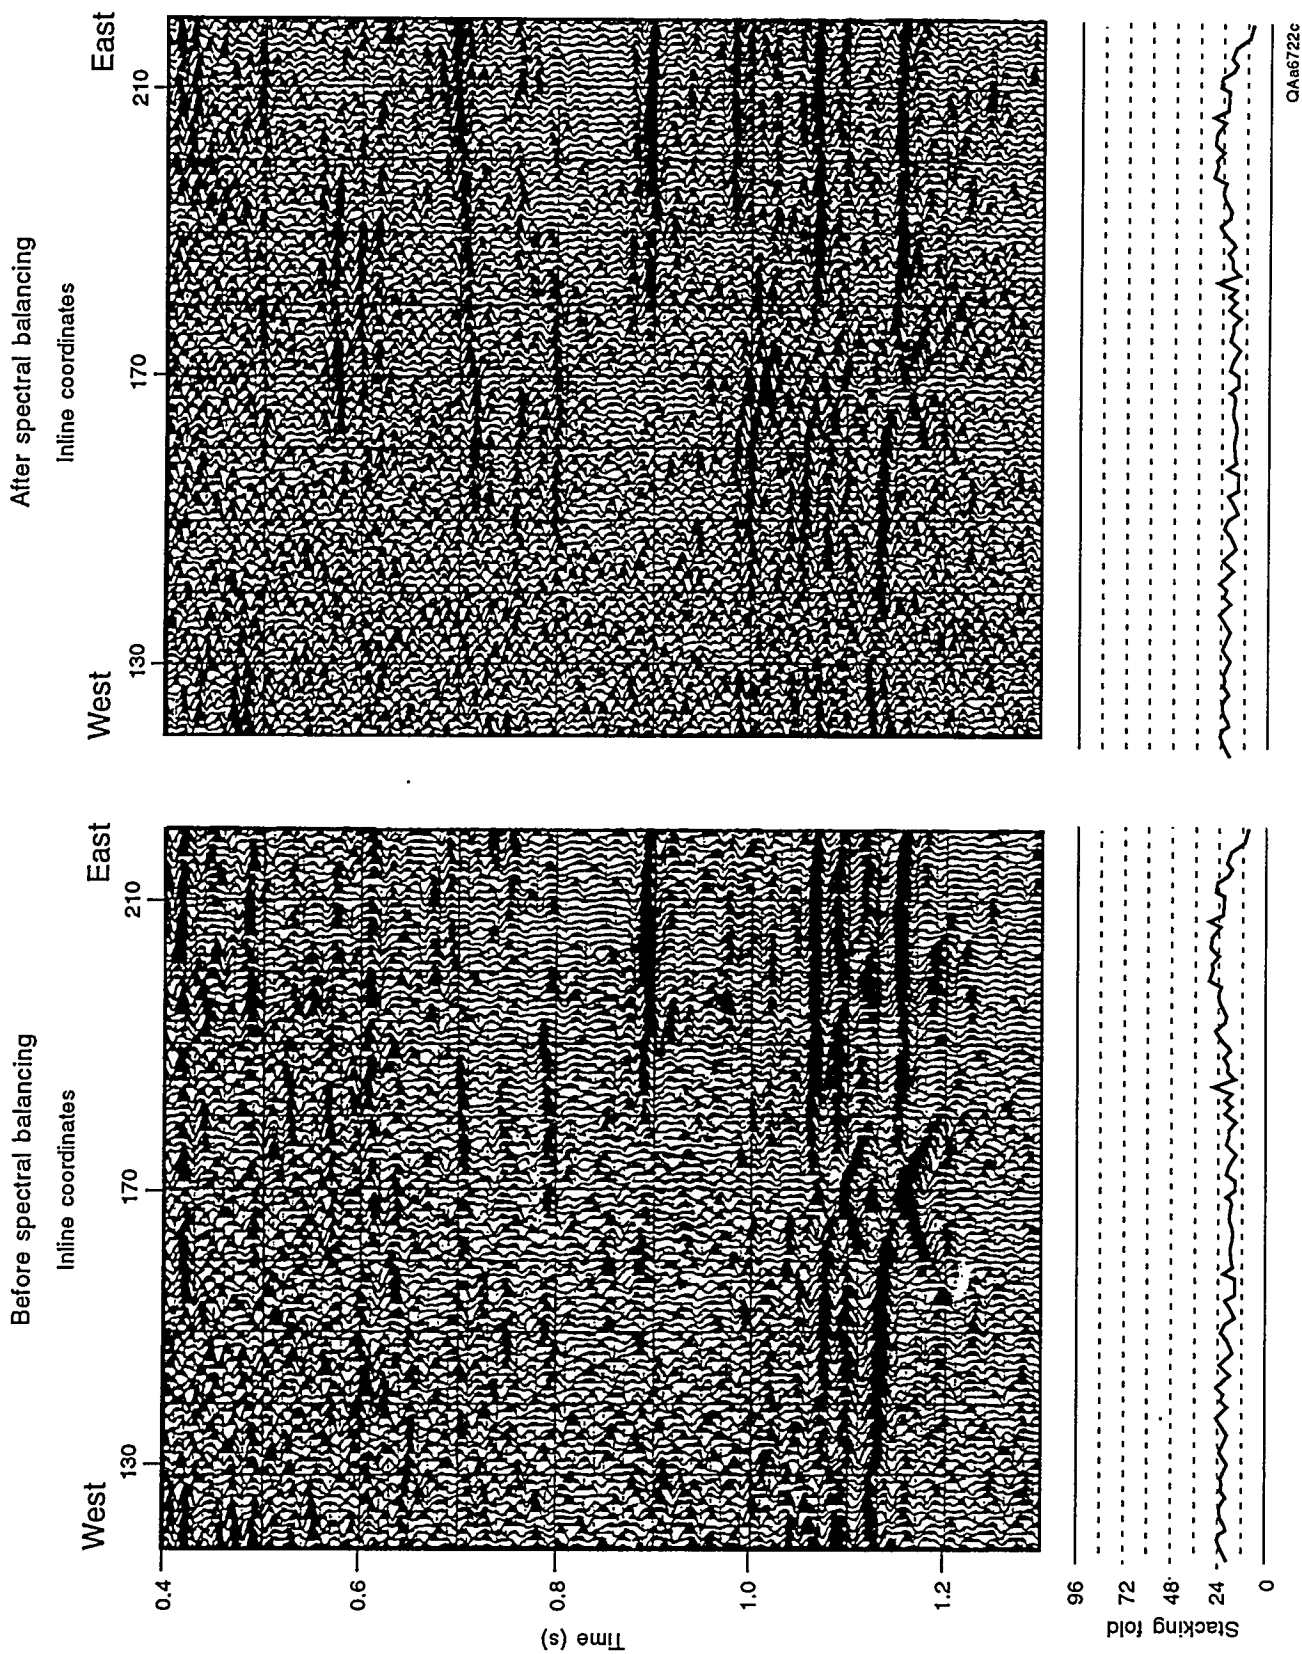 Before spectral balancing
Inline coordinates
West
East
130
170
210
After spectral balancing
Inline coordinates
West
East
130
170
210
Time (s)
0.4
0.6
0.8
1.0
1.2
Stacking fold
96
72
48
24
0
QAa6722c